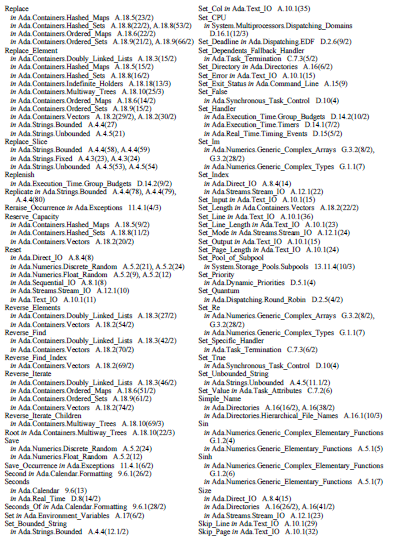 Replace
in Ada.Containers.Hashed_Maps A.18.5(23/2)
in Ada.Containers.Hashed_Sets A.18.8(22/2), A.18.8(53/2)
in Ada.Containers.Ordered_Maps A.18.6(22/2)
in Ada.Containers.Ordered_Sets A.18.9(21/2), A.18.9(66/2)
Replace_Element
in Ada.Containers.Doubly_Linked_Lists A.18.3(15/2)
in Ada.Containers.Hashed_Maps A.18.5(15/2)
in Ada.Containers.Hashed_Sets A.18.8(16/2)
in Ada.Containers.Indefinite_Holders A.18.18(13/3)
in Ada.Containers.Multiway_Trees A.18.10(25/3)
in Ada.Containers.Ordered_Maps A.18.6(14/2)
in Ada.Containers.Ordered_Sets A.18.9(15/2)
in Ada.Containers.Vectors A.18.2(29/2), A.18.2(30/2)
in Ada.Strings.Bounded A.4.4(27)
in Ada.Strings.Unbounded A.4.5(21)
Replace_Slice
in Ada.Strings.Bounded A.4.4(58), A.4.4(59)
in Ada.Strings.Fixed A.4.3(23), A.4.3(24)
in Ada.Strings.Unbounded A.4.5(53), A.4.5(54)
Replenish
in Ada.Execution_Time.Group_Budgets D.14.2(9/2)
Replicate in Ada.Strings.Bounded A.4.4(78), A.4.4(79),
A.4.4(80)
Reraise_Occurrence in Ada.Exceptions 11.4.1(4/3)
Reserve_Capacity
in Ada.Containers.Hashed_Maps A.18.5(9/2)
in Ada.Containers.Hashed_Sets A.18.8(11/2)
in Ada.Containers.Vectors A.18.2(20/2)
Reset
in Ada.Direct_IO A.8.4(8)
in Ada.Numerics.Discrete_Random A.5.2(21), A.5.2(24)
in Ada.Numerics.Float_Random A.5.2(9), A.5.2(12)
in Ada.Sequential_IO A.8.1(8)
in Ada.Streams.Stream_IO A.12.1(10)
in Ada.Text_IO A.10.1(11)
Reverse_Elements
in Ada.Containers.Doubly_Linked_Lists A.18.3(27/2)
in Ada.Containers.Vectors A.18.2(54/2)
Reverse_Find
in Ada.Containers.Doubly_Linked_Lists A.18.3(42/2)
in Ada.Containers.Vectors A.18.2(70/2)
Reverse_Find_Index
in Ada.Containers.Vectors A.18.2(69/2)
Reverse_Iterate
in Ada.Containers.Doubly_Linked_Lists A.18.3(46/2)
in Ada.Containers.Ordered_Maps A.18.6(51/2)
in Ada.Containers.Ordered_Sets A.18.9(61/2)
in Ada.Containers.Vectors A.18.2(74/2)
Reverse_Iterate_Children
in Ada.Containers.Multiway_Trees A.18.10(69/3)
Root in Ada.Containers.Multiway_Trees A.18.10(22/3)
Save
in Ada.Numerics.Discrete_Random A.5.2(24)
in Ada.Numerics.Float_Random A.5.2(12)
Save_Occurrence in Ada.Exceptions 11.4.1(6/2)
Second in Ada.Calendar.Formatting 9.6.1(26/2)
Seconds
in Ada.Calendar 9.6(13)
in Ada.Real_Time D.8(14/2)
Seconds_Of in Ada.Calendar.Formatting 9.6.1(28/2)
Set in Ada.Environment_Variables A.17(6/2)
Set_Bounded_String
in Ada.Strings.Bounded A.4.4(12.1/2)
Set_Col in Ada.Text_IO A.10.1(35)
Set_CPU
in System.Multiprocessors.Dispatching_Domains
D.16.1(12/3)
Set_Deadline in Ada.Dispatching.EDF D.2.6(9/2)
Set_Dependents_Fallback_Handler
in Ada.Task_Termination C.7.3(5/2)
Set_Directory in Ada.Directories A.16(6/2)
Set_Error in Ada.Text_IO A.10.1(15)
Set_Exit_Status in Ada.Command_Line A.15(9)
Set_False
in Ada.Synchronous_Task_Control D.10(4)
Set_Handler
in Ada.Execution_Time.Group_Budgets D.14.2(10/2)
in Ada.Execution_Time.Timers D.14.1(7/2)
in Ada.Real_Time.Timing_Events D.15(5/2)
Set_Im
in Ada.Numerics.Generic_Complex_Arrays G.3.2(8/2),
G.3.2(28/2)
in Ada.Numerics.Generic_Complex_Types G.1.1(7)
Set_Index
in Ada.Direct_IO A.8.4(14)
in Ada.Streams.Stream_IO A.12.1(22)
Set_Input in Ada.Text_IO A.10.1(15)
Set_Length in Ada.Containers.Vectors A.18.2(22/2)
Set_Line in Ada.Text_IO A.10.1(36)
Set_Line_Length in Ada.Text_IO A.10.1(23)
Set_Mode in Ada.Streams.Stream_IO A.12.1(24)
Set_Output in Ada.Text_IO A.10.1(15)
Set_Page_Length in Ada.Text_IO A.10.1(24)
Set_Pool_of_Subpool
in System.Storage_Pools.Subpools 13.11.4(10/3)
Set_Priority
in Ada.Dynamic_Priorities D.5.1(4)
Set_Quantum
in Ada.Dispatching.Round_Robin D.2.5(4/2)
Set_Re
in Ada.Numerics.Generic_Complex_Arrays G.3.2(8/2),
G.3.2(28/2)
in Ada.Numerics.Generic_Complex_Types G.1.1(7)
Set_Specific_Handler
in Ada.Task_Termination C.7.3(6/2)
Set_True
in Ada.Synchronous_Task_Control D.10(4)
Set_Unbounded_String
in Ada.Strings.Unbounded A.4.5(11.1/2)
Set_Value in Ada.Task_Attributes C.7.2(6)
Simple_Name
in Ada.Directories A.16(16/2), A.16(38/2)
in Ada.Directories.Hierarchical_File_Names A.16.1(10/3)
Sin
in Ada.Numerics.Generic_Complex_Elementary_Functions
G.1.2(4)
in Ada.Numerics.Generic_Elementary_Functions A.5.1(5)
Sinh
in Ada.Numerics.Generic_Complex_Elementary_Functions
G.1.2(6)
in Ada.Numerics.Generic_Elementary_Functions A.5.1(7)
Size
in Ada.Direct_IO A.8.4(15)
in Ada.Directories A.16(26/2), A.16(41/2)
in Ada.Streams.Stream_IO A.12.1(23)
Skip_Line in Ada.Text_IO A.10.1(29)
Skip_Page in Ada.Text_IO A.10.1(32)